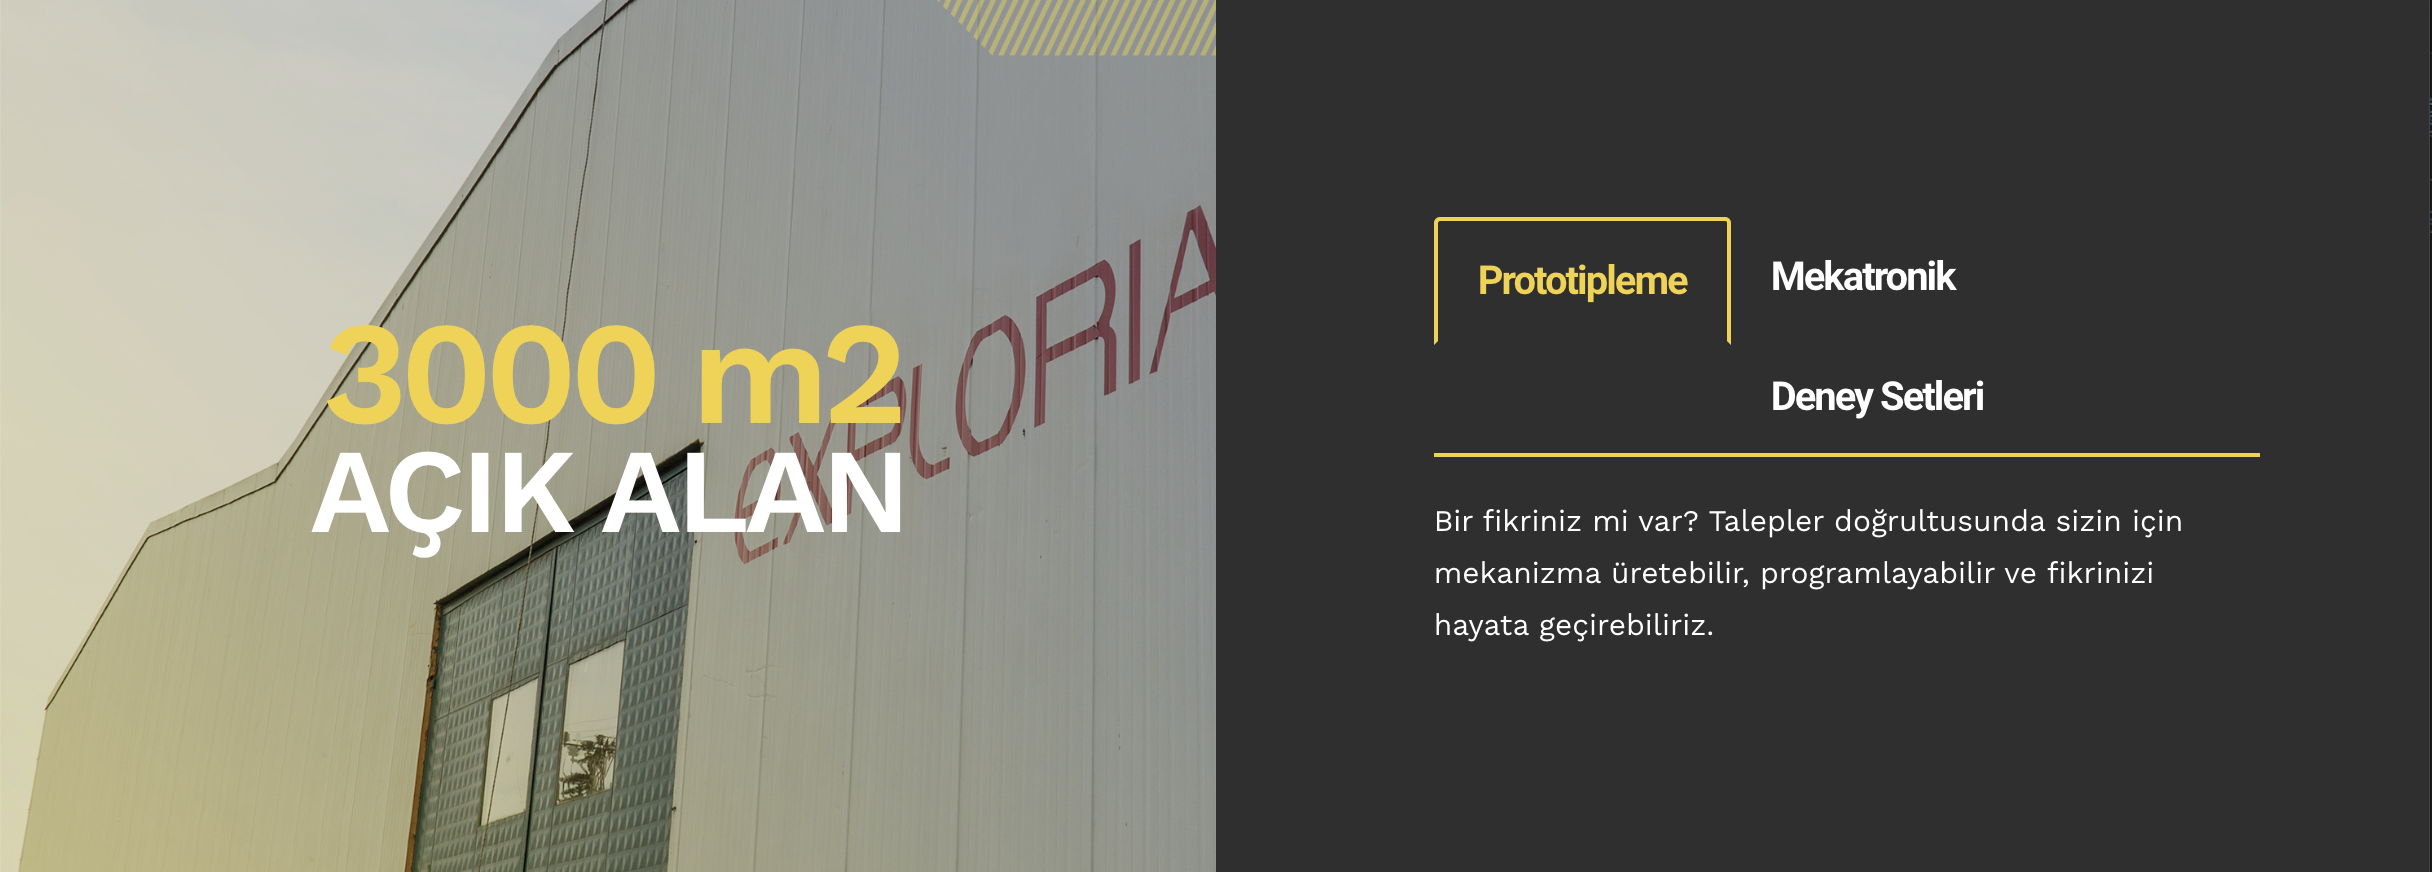 3000 m2
AÇIK ALAN
eXPLORIA
Prototipleme
Mekatronik
Deney Setleri
Bir fikriniz mi var? Talepler doğrultusunda sizin için
mekanizma üretebilir, programlayabilir ve fikrinizi
hayata geçirebiliriz.